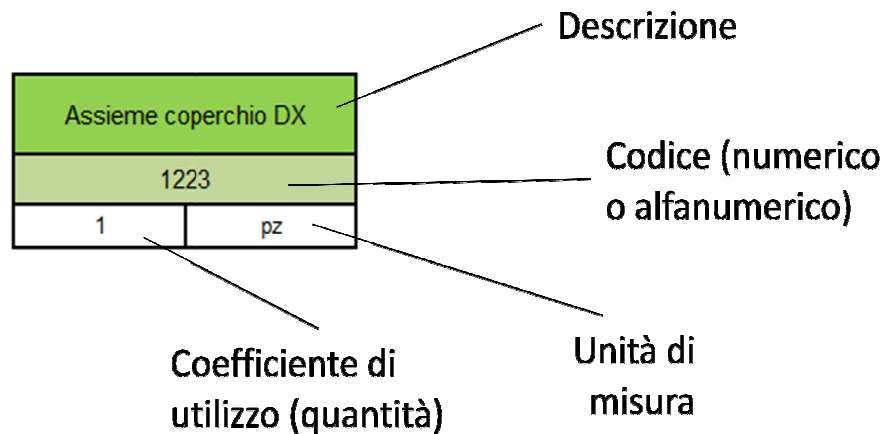 Descrizione
Assieme coperchio DX
Codice (numerico
o alfanumerico)
1223
1 pz
Coefficiente di
utilizzo (quantità)
Unità di
misura